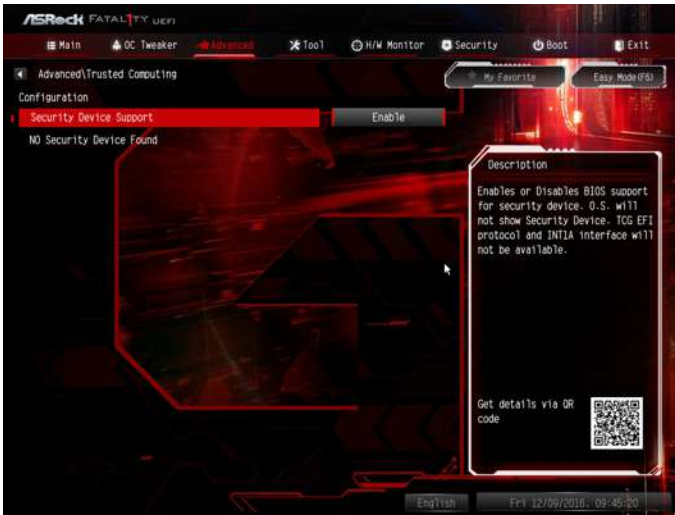 ASRock FATAL1TY UEFI
Main OC Tweaker Advanced Tool H/W Monitor Security Boot Exit
Advanced\Trusted Computing
My Favorite Easy Mode(F6)
Configuration
Security Device Support Enable
NO Security Device Found
Description
Enables or Disables BIOS support
for security device. O.S. will
not show Security Device. TCG EFI
protocol and INT1A interface will
not be available.
Get details via QR
code
English Fri 12/09/2016. 09:45:20